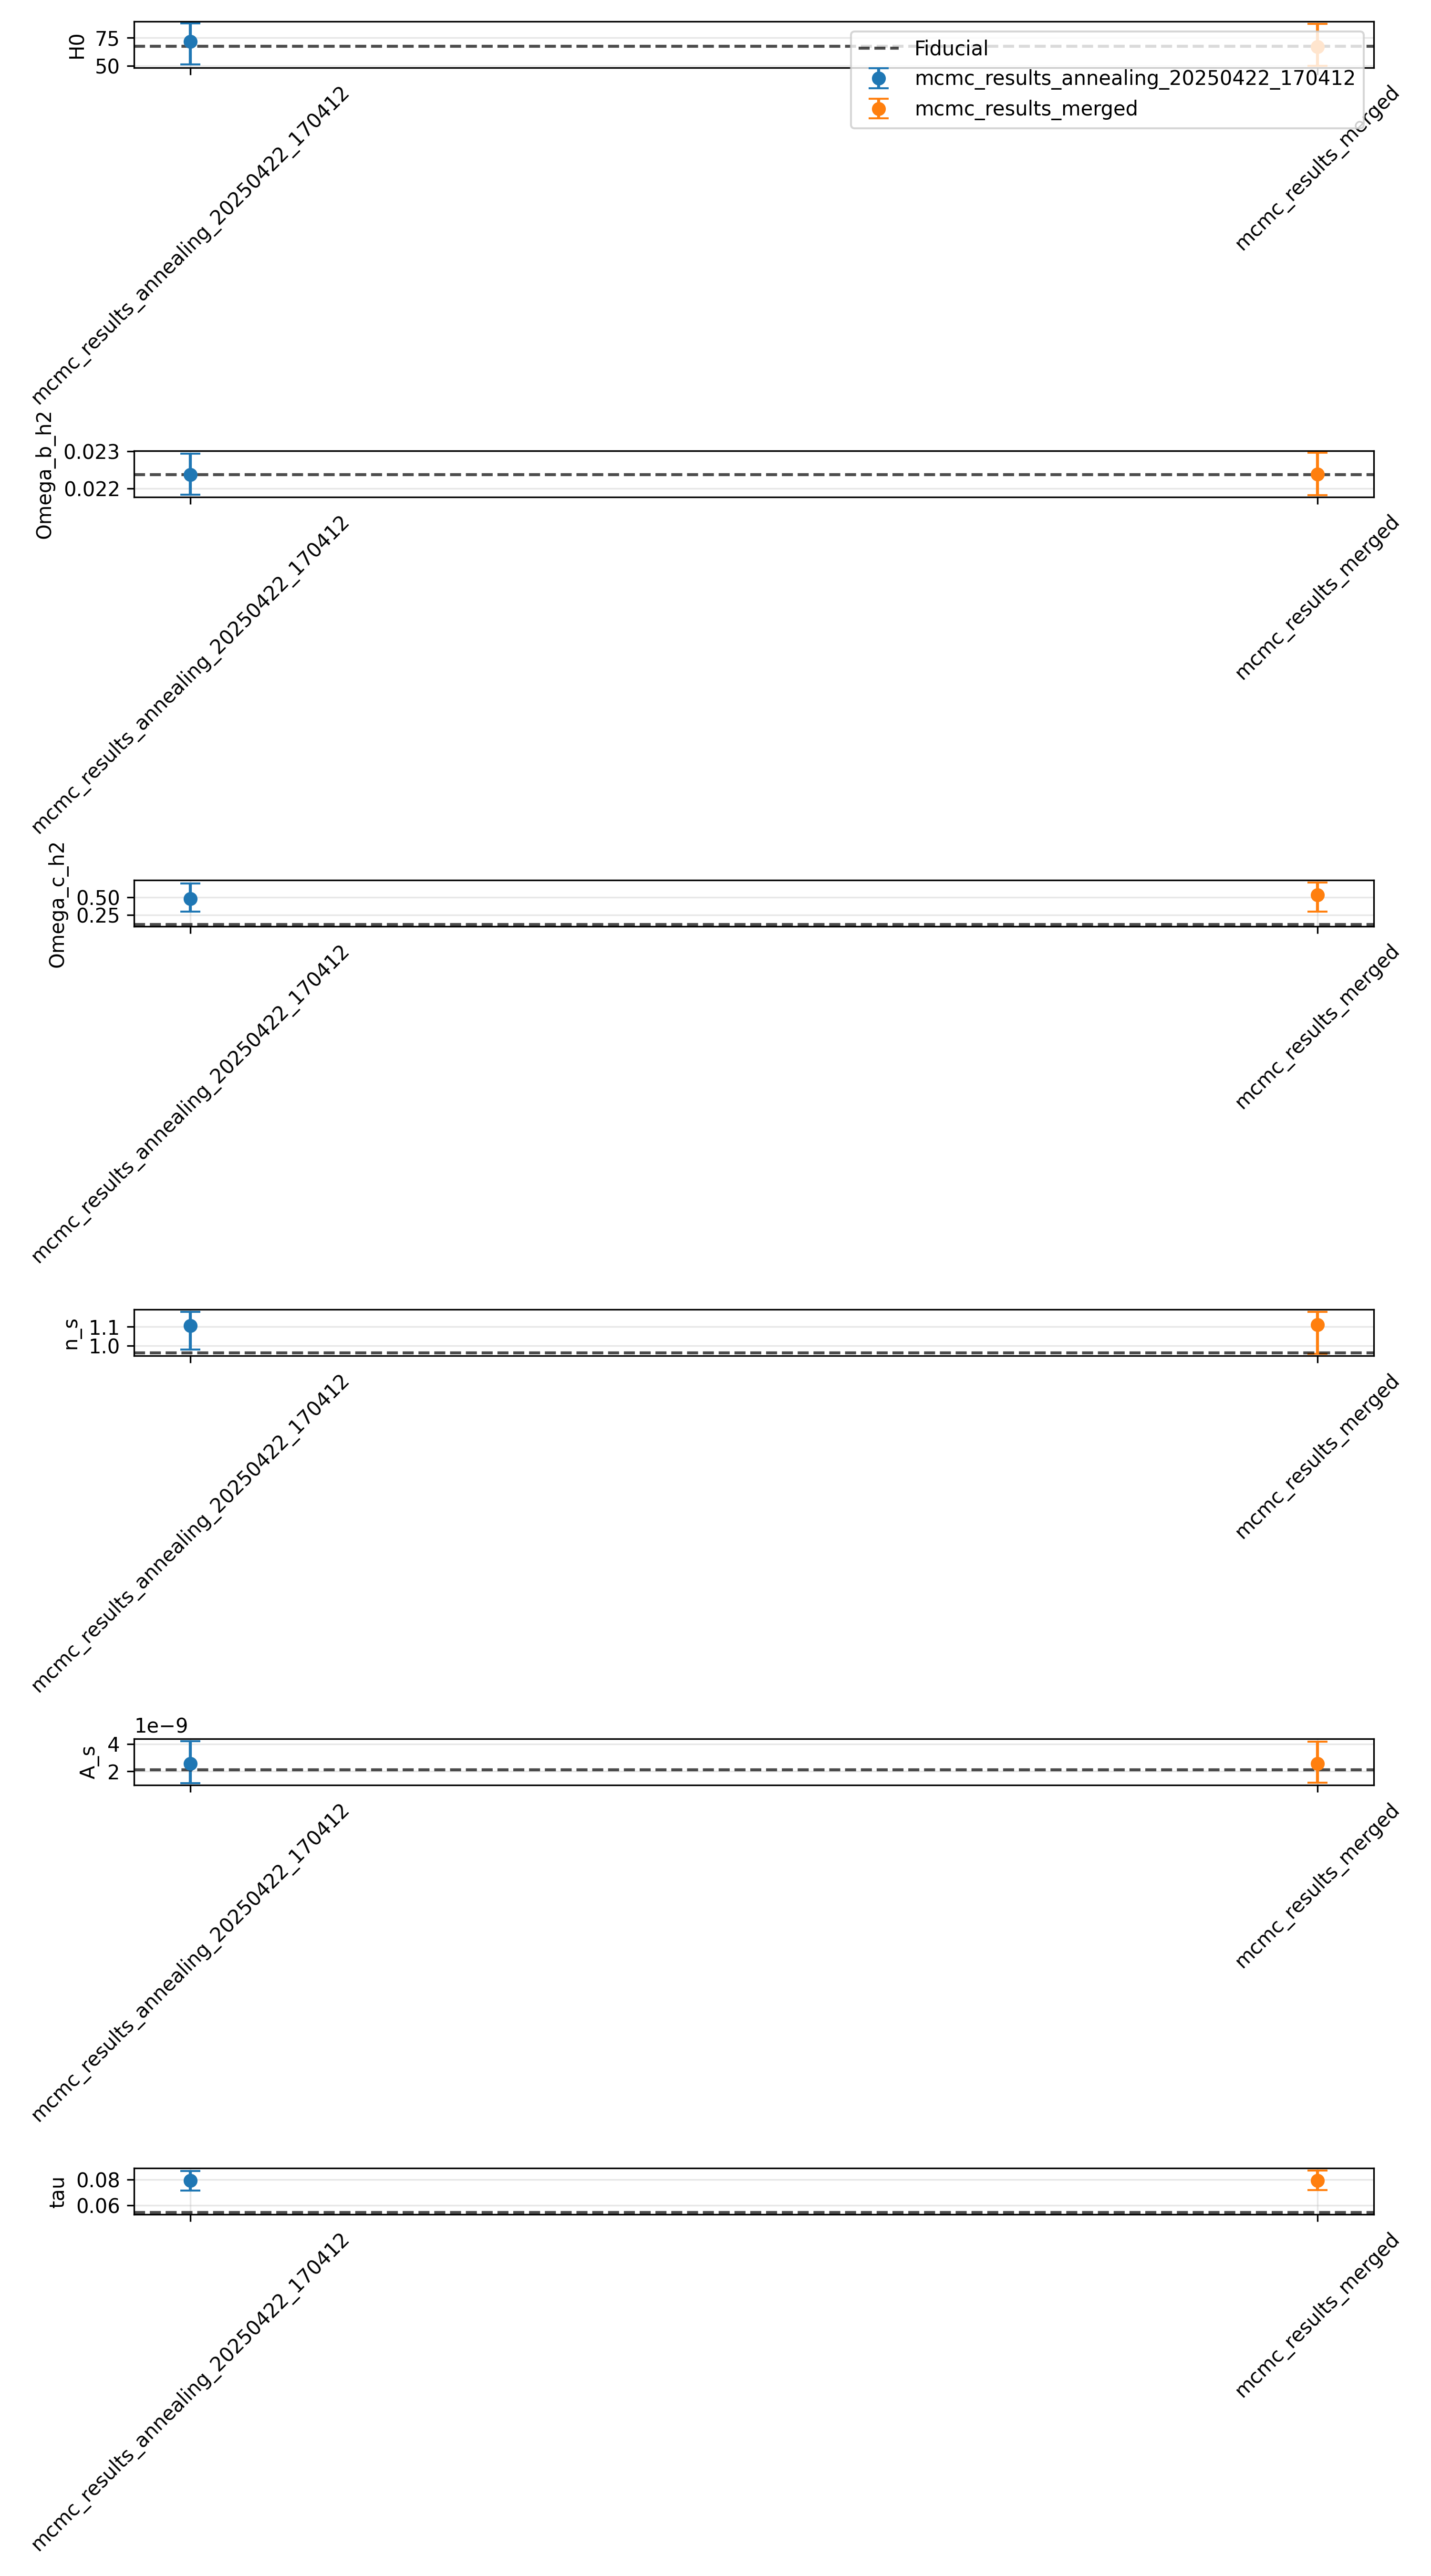 H0
75
50
Fiducial
mcmc_results_annealing_20250422_170412
mcmc_results_merged
mcmc_results_annealing_20250422_170412
mcmc_results_merged
Omega_b_h2
0.023
0.022
mcmc_results_annealing_20250422_170412
mcmc_results_merged
Omega_c_h2
0.50
0.25
mcmc_results_annealing_20250422_170412
mcmc_results_merged
n_s
1.1
1.0
mcmc_results_annealing_20250422_170412
mcmc_results_merged
1e−9
A_s
4
2
mcmc_results_annealing_20250422_170412
mcmc_results_merged
tau
0.08
0.06
mcmc_results_annealing_20250422_170412
mcmc_results_merged